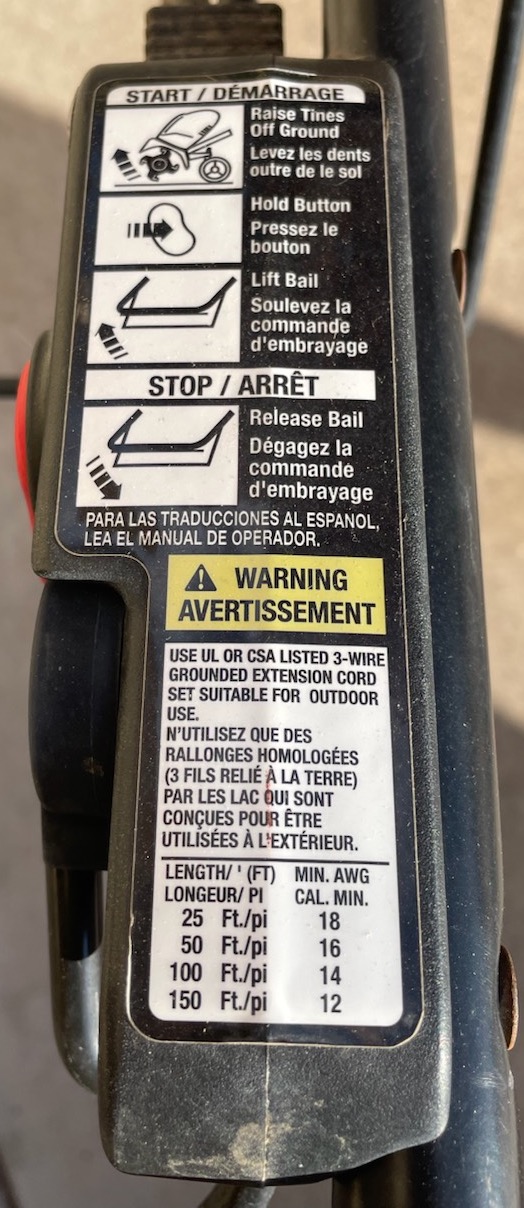 START / DÉMARRAGE
Raise Tines
Off Ground
Levez les dents
outre de le sol
Hold Button
Pressez le
bouton
Lift Bail
Soulevez la
commande
d'embrayage
STOP / ARRÊT
Release Bail
Dégagez la
commande
d'embrayage
PARA LAS TRADUCCIONES AL ESPANOL,
LEA EL MANUAL DE OPERADOR.
WARNING
AVERTISSEMENT
USE UL OR CSA LISTED 3-WIRE
GROUNDED EXTENSION CORD
SET SUITABLE FOR OUTDOOR
USE.
N'UTILISEZ QUE DES
RALLONGES HOMOLOGÉES
(3 FILS RELIÉ À LA TERRE)
PAR LES LAC QUI SONT
CONÇUES POUR ÊTRE
UTILISÉES À L'EXTÉRIEUR.
LENGTH/ ' (FT) MIN. AWG
LONGEUR/ PI CAL. MIN.
25 Ft./pi 18
50 Ft./pi 16
100 Ft./pi 14
150 Ft./pi 12